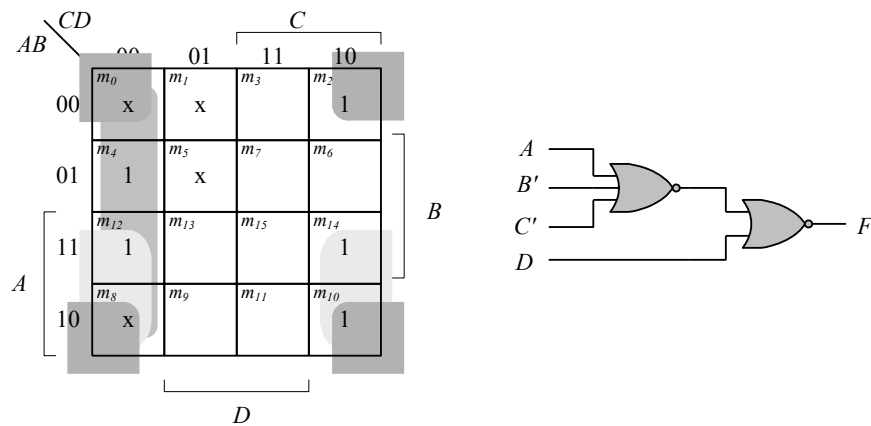 CD
C
AB
00 01 11 10
m0 m1 m3 m2
00 x x 1
m4 m5 m7 m6
01 1 x
B
m12 m13 m15 m14
11 1 1
A
m8 m9 m11 m10
10 x 1
D
A
B'
C'
D
F